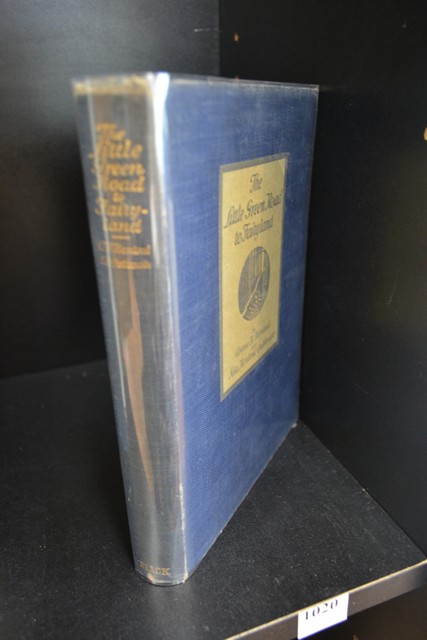 The
Little
Green
Road
to
Fairy-
land
BLACK
The
Little Green Road
to Fairyland
1020